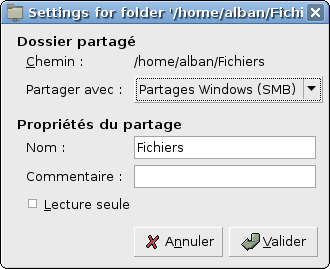 Settings for folder '/home/alban/Fichi
Dossier partagé
Chemin : /home/alban/Fichiers
Partager avec : Partages Windows (SMB)
Propriétés du partage
Nom : Fichiers
Commentaire :
Lecture seule
Annuler Valider